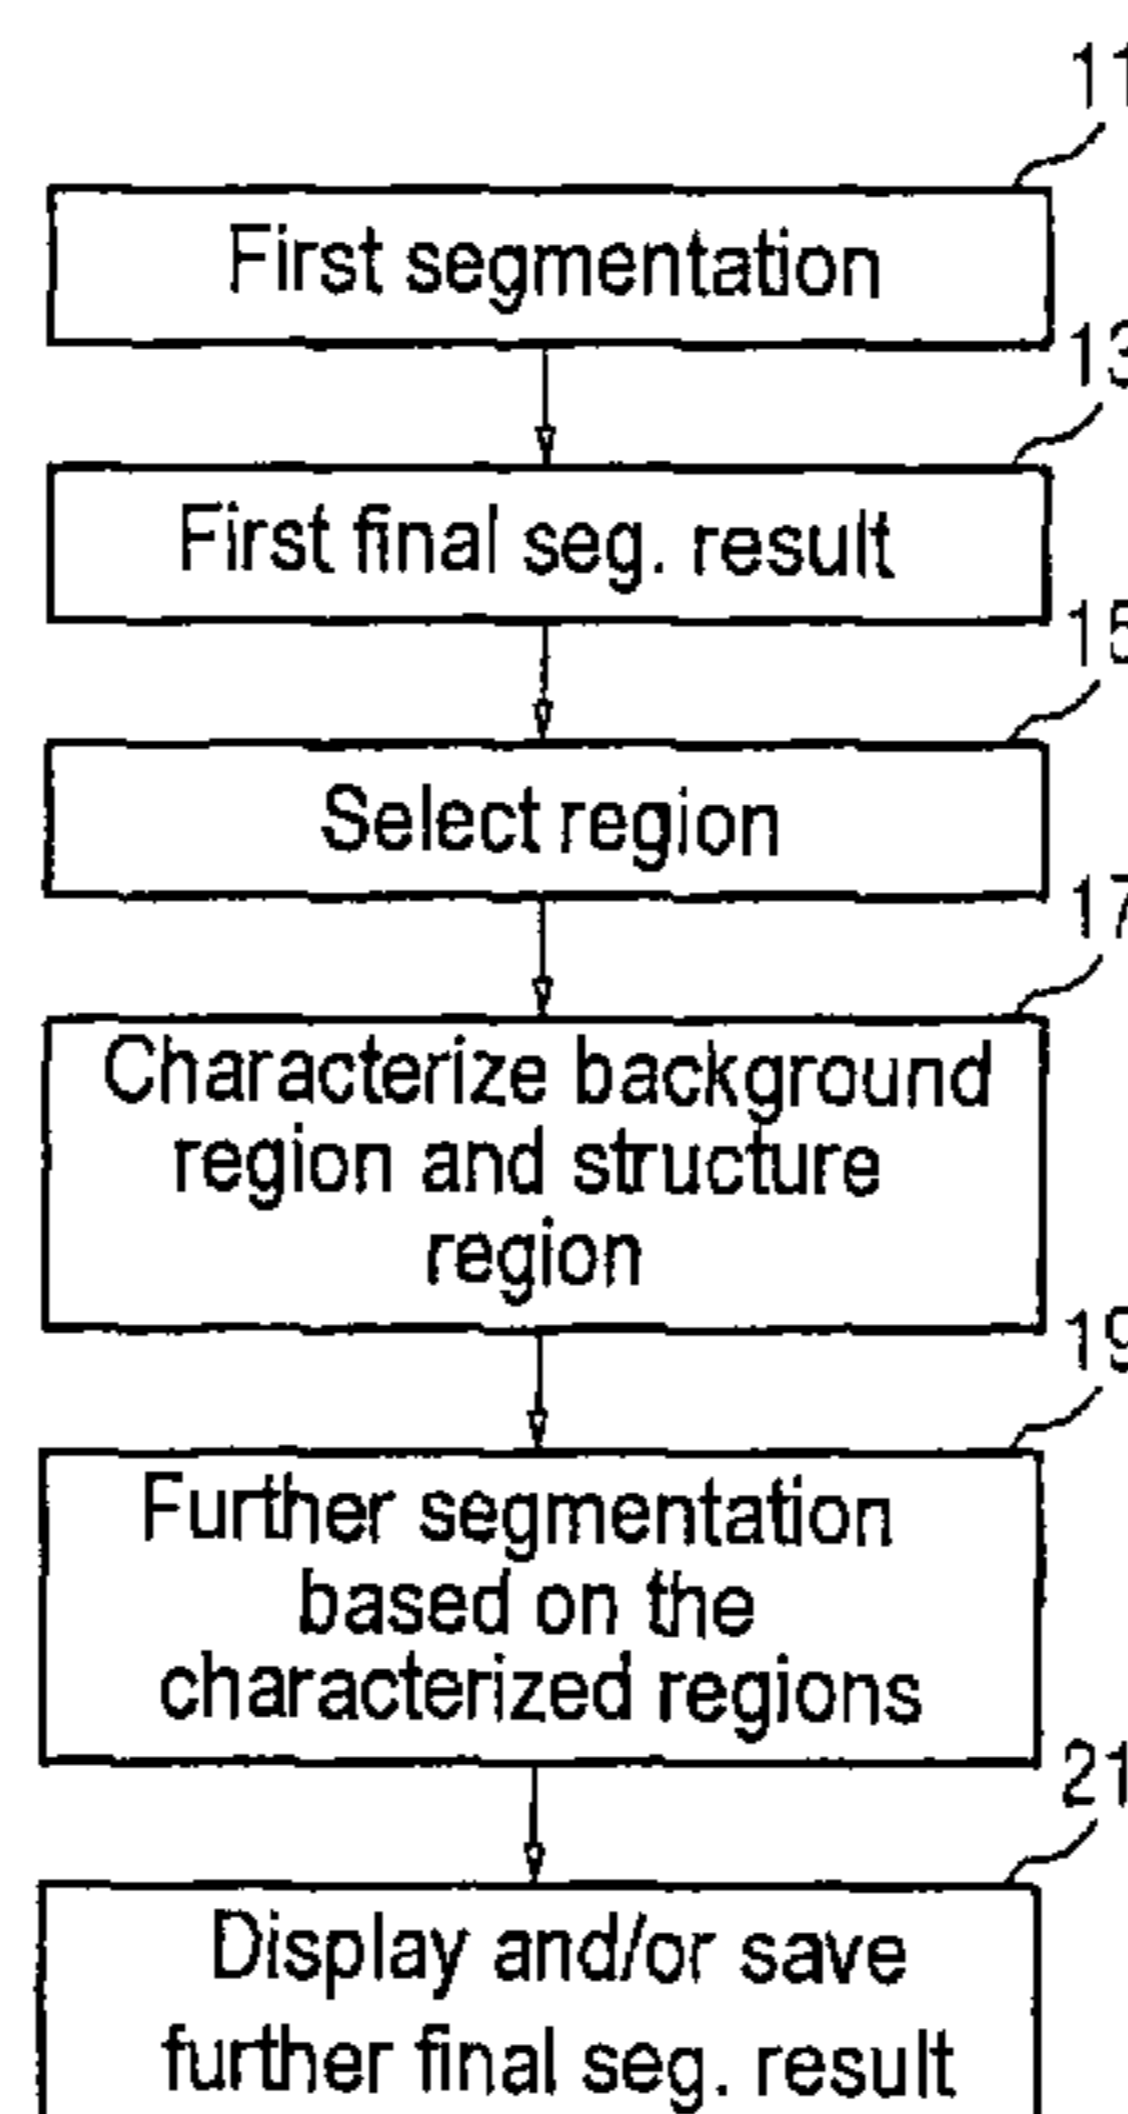 11
First segmentation
13
First final seg. result
15
Select region
17
Characterize background
region and structure
region
19
Further segmentation
based on the
characterized regions
21
Display and/or save
further final seg. result